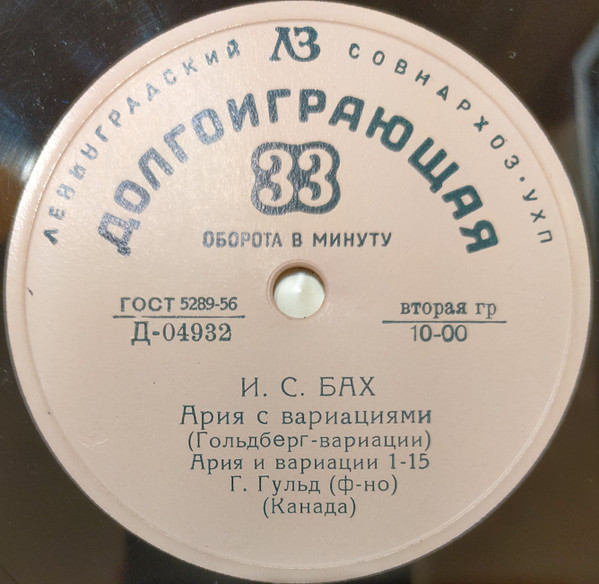 ЛЕНИНГРАДСКИЙ ЛЗ СОВНАРХОЗ·УХП
ДОЛГОИГРАЮЩАЯ
33
ОБОРОТА В МИНУТУ
ГОСТ 5289-56
Д-04932
вторая гр
10-00
И. С. БАХ
Ария с вариациями
(Гольдберг-вариации)
Ария и вариации 1-15
Г. Гульд (ф-но)
(Канада)